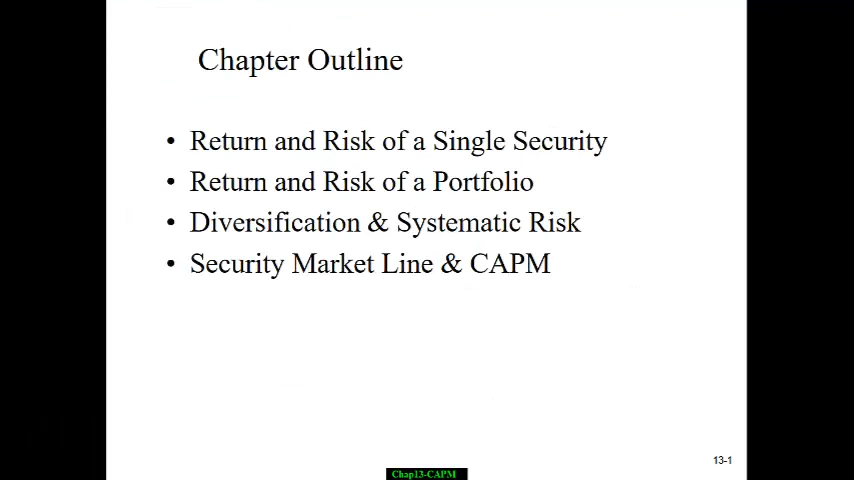 Chapter Outline
• Return and Risk of a Single Security
• Return and Risk of a Portfolio
• Diversification & Systematic Risk
• Security Market Line & CAPM
13-1
Chap13-CAPM